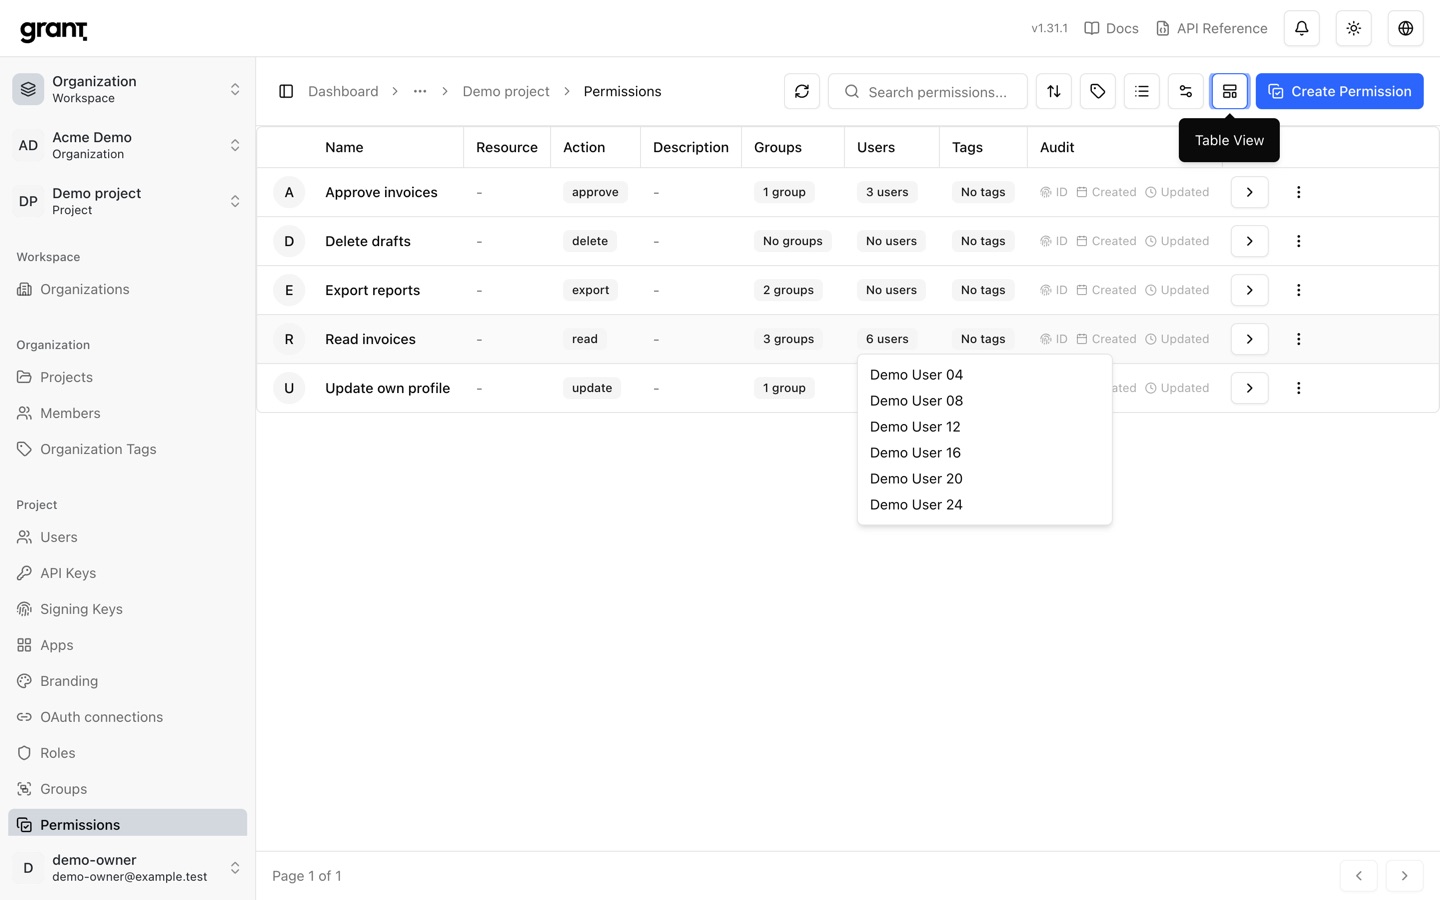 grant
v1.31.1 Docs API Reference
Organization
Workspace
AD Acme Demo
Organization
DP Demo project
Project
Workspace
Organizations
Organization
Projects
Members
Organization Tags
Project
Users
API Keys
Signing Keys
Apps
Branding
OAuth connections
Roles
Groups
Permissions
D demo-owner
demo-owner@example.test
Dashboard > ... > Demo project > Permissions
Search permissions...
Create Permission
Table View
Name Resource Action Description Groups Users Tags Audit
A Approve invoices - approve - 1 group 3 users No tags ID Created Updated
D Delete drafts - delete - No groups No users No tags ID Created Updated
E Export reports - export - 2 groups No users No tags ID Created Updated
R Read invoices - read - 3 groups 6 users No tags ID Created Updated
U Update own profile - update - 1 group ated Updated
Demo User 04
Demo User 08
Demo User 12
Demo User 16
Demo User 20
Demo User 24
Page 1 of 1